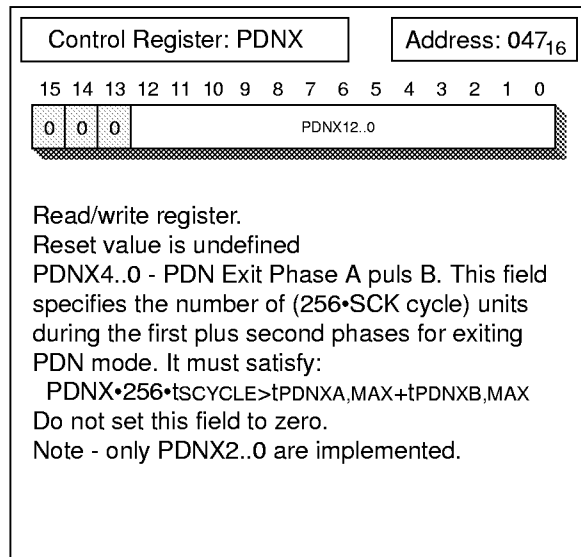 Control Register: PDNX
Address: 047₁₆
15 14 13 12 11 10 9 8 7 6 5 4 3 2 1 0
0 0 0 PDNX12..0
Read/write register.
Reset value is undefined
PDNX4..0 - PDN Exit Phase A puls B. This field
specifies the number of (256•SCK cycle) units
during the first plus second phases for exiting
PDN mode. It must satisfy:
PDNX•256•tSCYCLE>tPDNXA,MAX+tPDNXB,MAX
Do not set this field to zero.
Note - only PDNX2..0 are implemented.